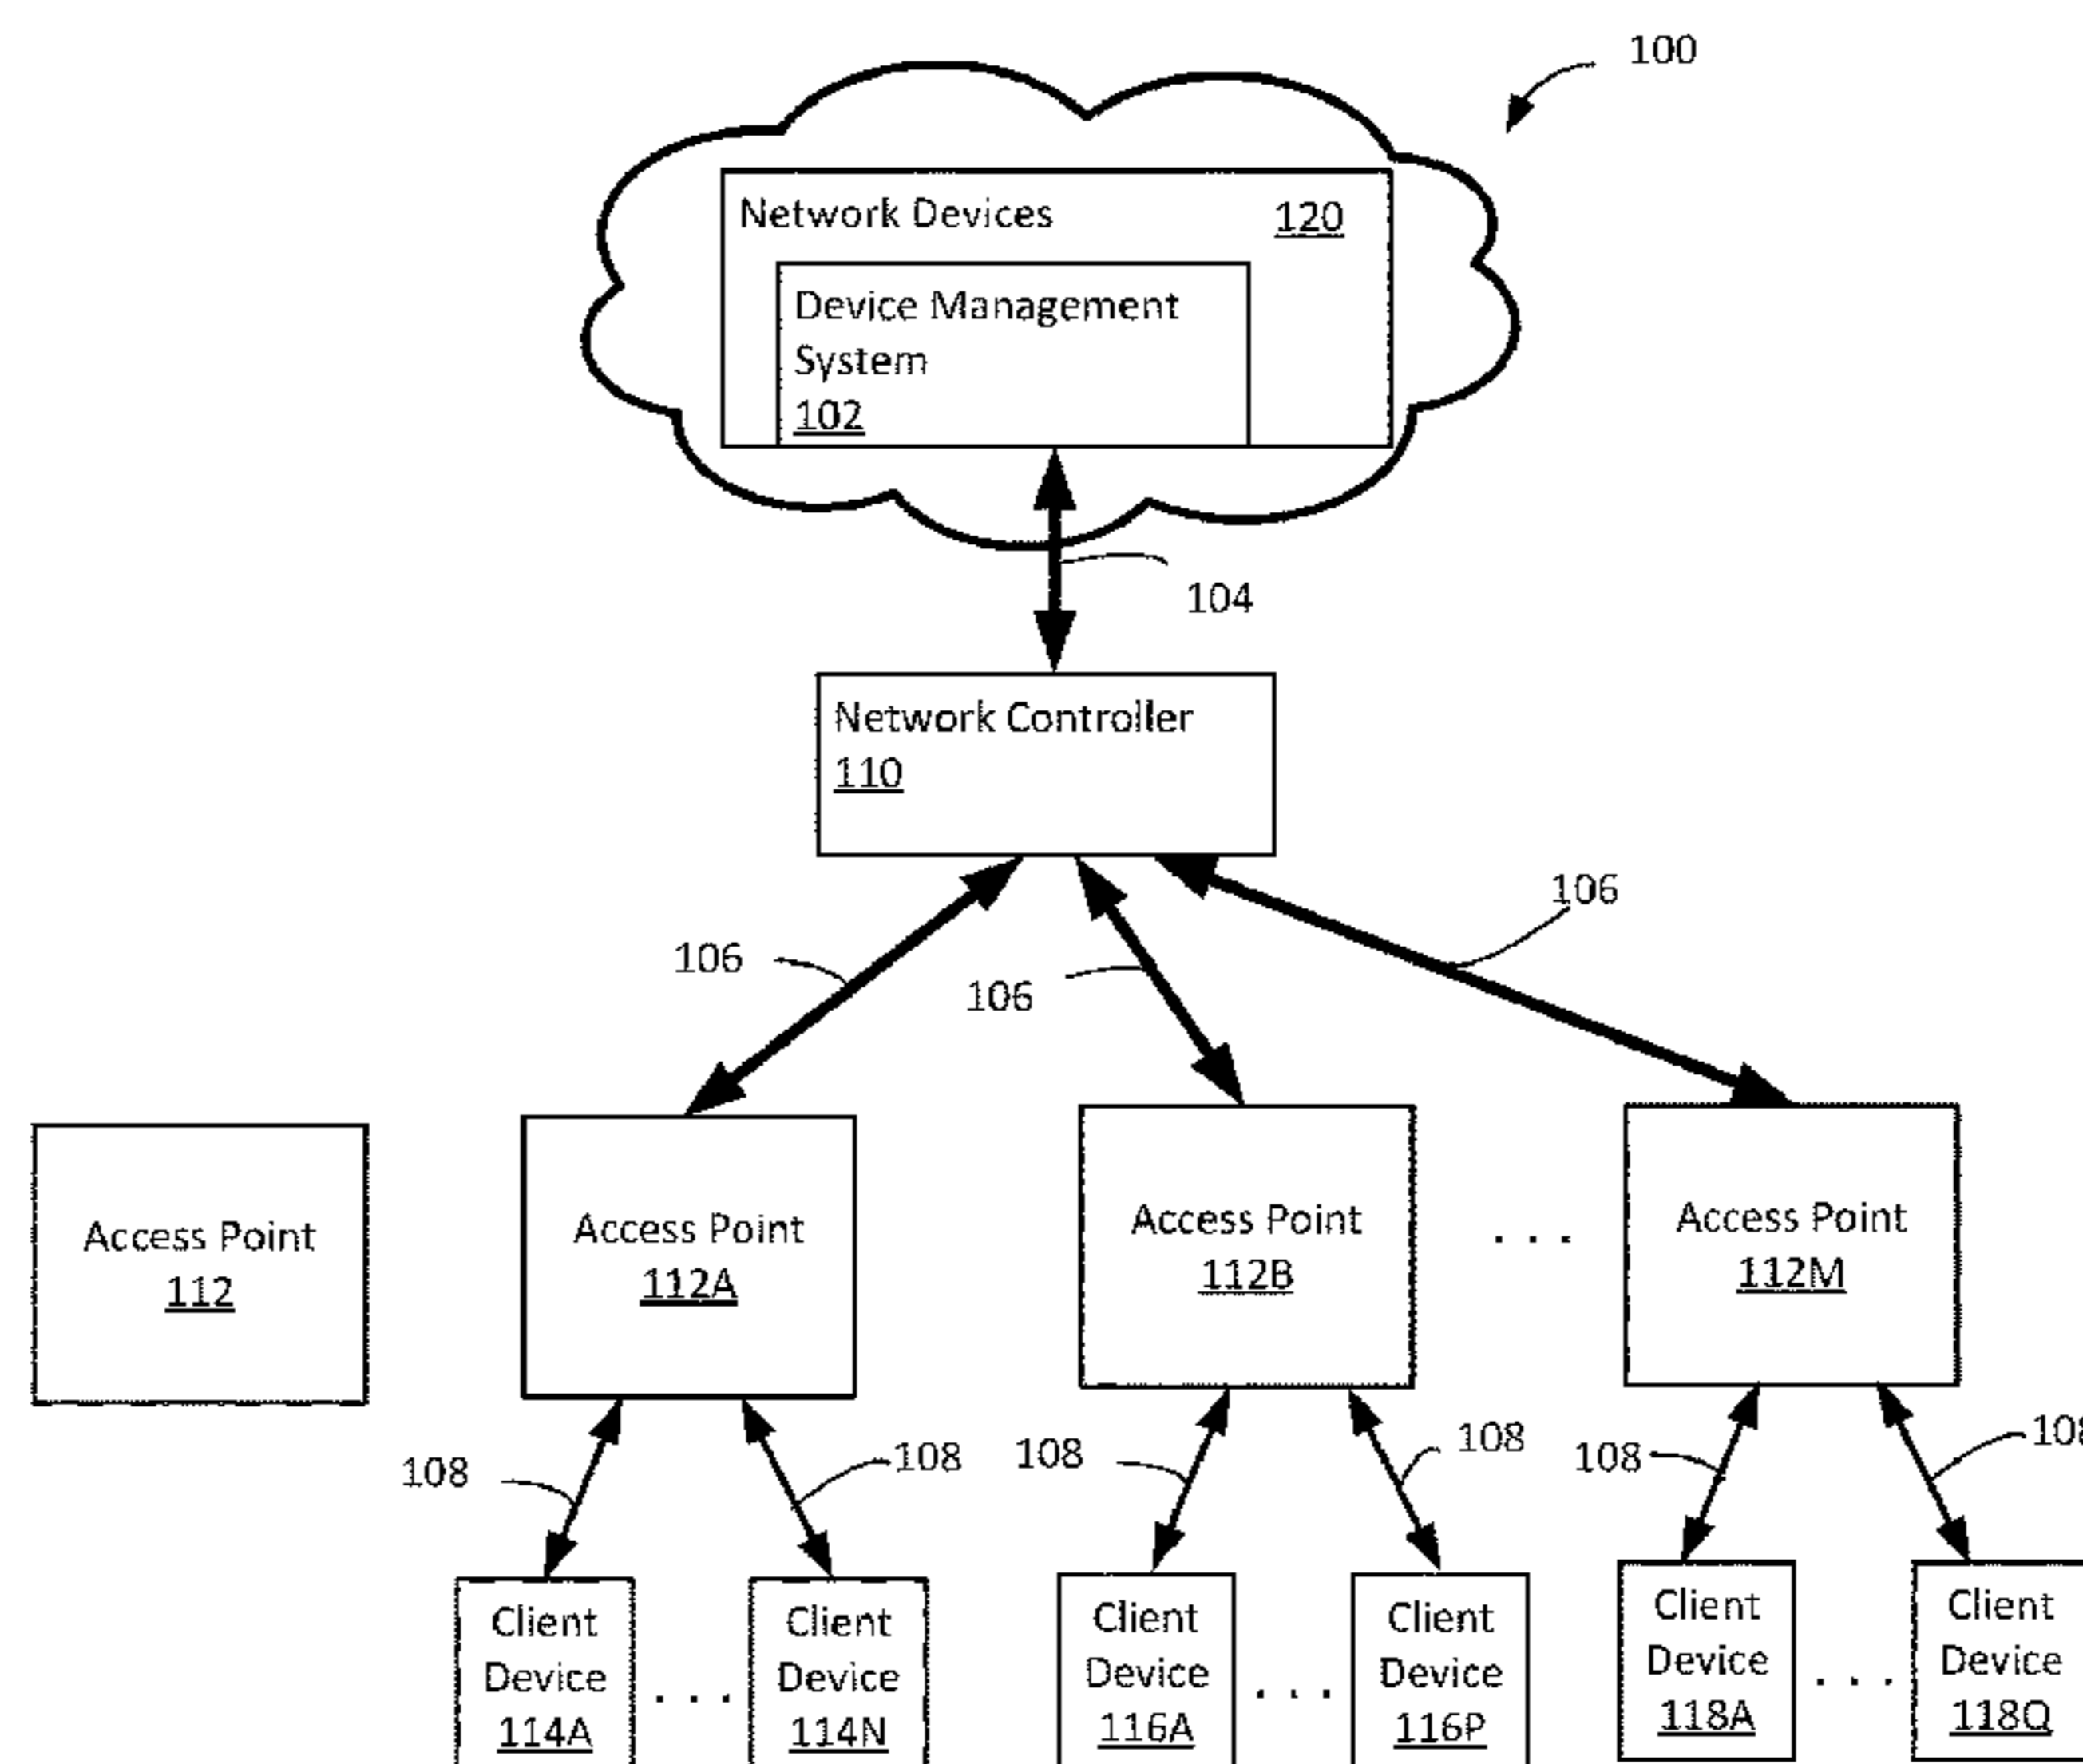 100
Network Devices 120
Device Management
System
102
104
Network Controller
110
106
106
106
Access Point
112
Access Point
112A
Access Point
112B
. . .
Access Point
112M
108
108
108
108
108
108
Client
Device
114A
. . .
Client
Device
114N
Client
Device
116A
. . .
Client
Device
116P
Client
Device
118A
. . .
Client
Device
118Q